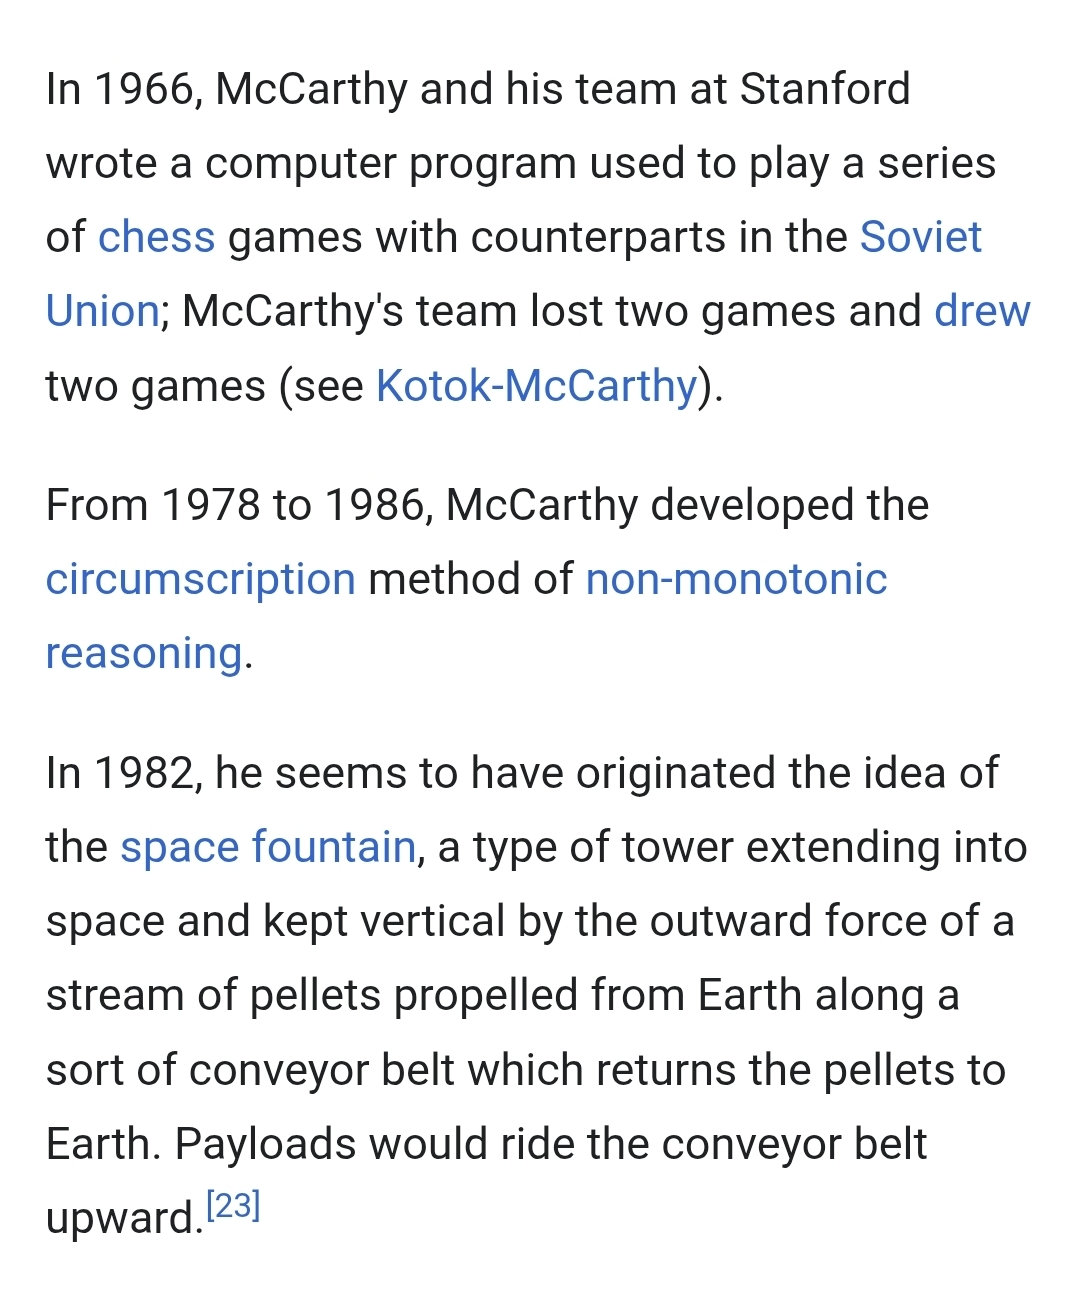 In 1966, McCarthy and his team at Stanford
wrote a computer program used to play a series
of chess games with counterparts in the Soviet
Union; McCarthy's team lost two games and drew
two games (see Kotok-McCarthy).
From 1978 to 1986, McCarthy developed the
circumscription method of non-monotonic
reasoning.
In 1982, he seems to have originated the idea of
the space fountain, a type of tower extending into
space and kept vertical by the outward force of a
stream of pellets propelled from Earth along a
sort of conveyor belt which returns the pellets to
Earth. Payloads would ride the conveyor belt
upward.[23]